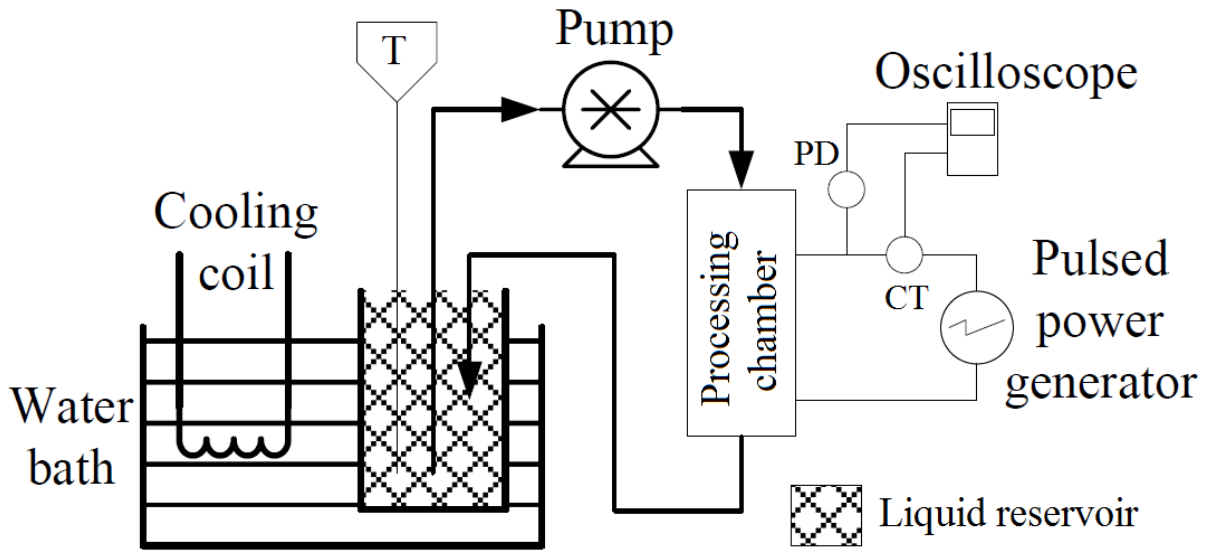 T
Pump
Oscilloscope
PD
Cooling
coil
CT
Pulsed
power
generator
Processing
chamber
Water
bath
Liquid reservoir